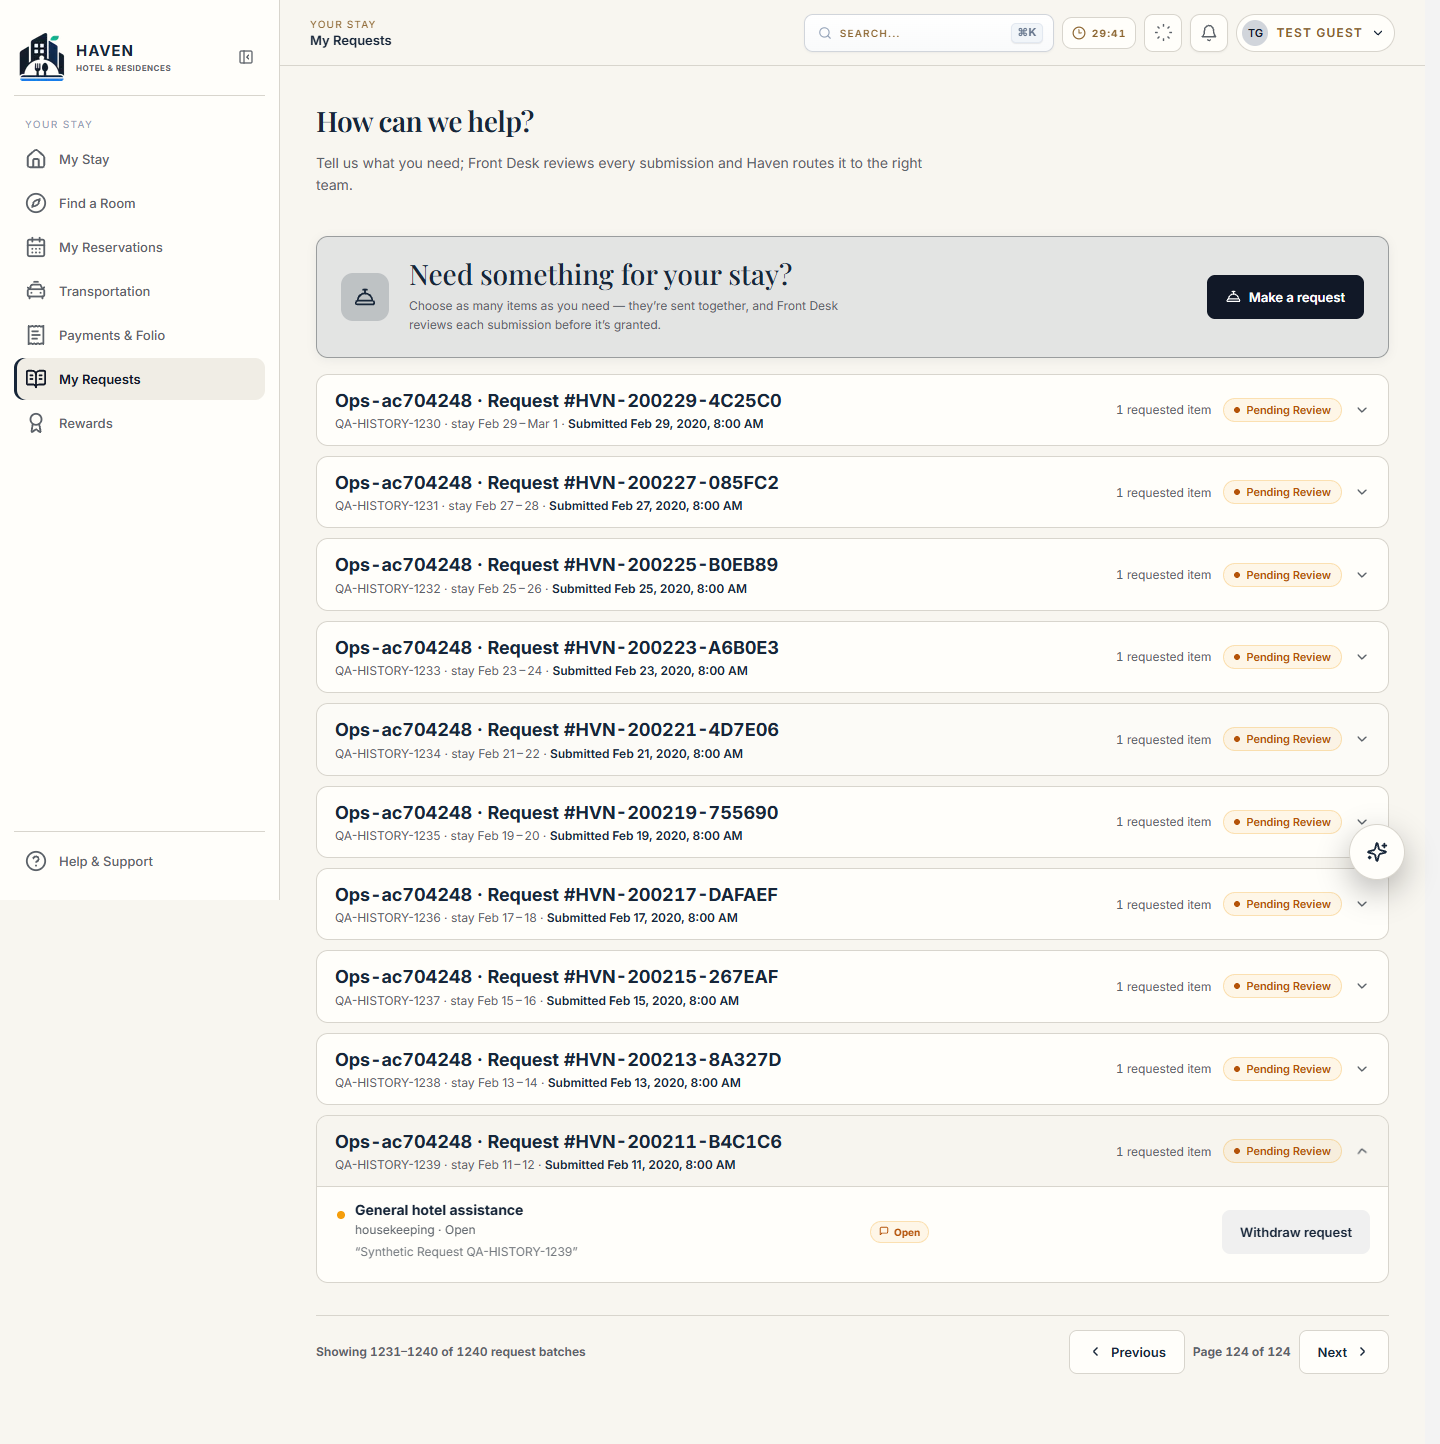 HAVEN
HOTEL & RESIDENCES
YOUR STAY
My Stay
Find a Room
My Reservations
Transportation
Payments & Folio
My Requests
Rewards
Help & Support
YOUR STAY
My Requests
SEARCH...
⌘K
29:41
TG
TEST GUEST
How can we help?
Tell us what you need; Front Desk reviews every submission and Haven routes it to the right
team.
Need something for your stay?
Choose as many items as you need — they’re sent together, and Front Desk
reviews each submission before it’s granted.
Make a request
Ops-ac704248 · Request #HVN-200229-4C25C0
QA-HISTORY-1230 · stay Feb 29–Mar 1 · Submitted Feb 29, 2020, 8:00 AM
1 requested item
Pending Review
Ops-ac704248 · Request #HVN-200227-085FC2
QA-HISTORY-1231 · stay Feb 27–28 · Submitted Feb 27, 2020, 8:00 AM
1 requested item
Pending Review
Ops-ac704248 · Request #HVN-200225-B0EB89
QA-HISTORY-1232 · stay Feb 25–26 · Submitted Feb 25, 2020, 8:00 AM
1 requested item
Pending Review
Ops-ac704248 · Request #HVN-200223-A6B0E3
QA-HISTORY-1233 · stay Feb 23–24 · Submitted Feb 23, 2020, 8:00 AM
1 requested item
Pending Review
Ops-ac704248 · Request #HVN-200221-4D7E06
QA-HISTORY-1234 · stay Feb 21–22 · Submitted Feb 21, 2020, 8:00 AM
1 requested item
Pending Review
Ops-ac704248 · Request #HVN-200219-755690
QA-HISTORY-1235 · stay Feb 19–20 · Submitted Feb 19, 2020, 8:00 AM
1 requested item
Pending Review
Ops-ac704248 · Request #HVN-200217-DAFAEF
QA-HISTORY-1236 · stay Feb 17–18 · Submitted Feb 17, 2020, 8:00 AM
1 requested item
Pending Review
Ops-ac704248 · Request #HVN-200215-267EAF
QA-HISTORY-1237 · stay Feb 15–16 · Submitted Feb 15, 2020, 8:00 AM
1 requested item
Pending Review
Ops-ac704248 · Request #HVN-200213-8A327D
QA-HISTORY-1238 · stay Feb 13–14 · Submitted Feb 13, 2020, 8:00 AM
1 requested item
Pending Review
Ops-ac704248 · Request #HVN-200211-B4C1C6
QA-HISTORY-1239 · stay Feb 11–12 · Submitted Feb 11, 2020, 8:00 AM
1 requested item
Pending Review
General hotel assistance
housekeeping · Open
“Synthetic Request QA-HISTORY-1239”
Open
Withdraw request
Showing 1231–1240 of 1240 request batches
Previous
Page 124 of 124
Next